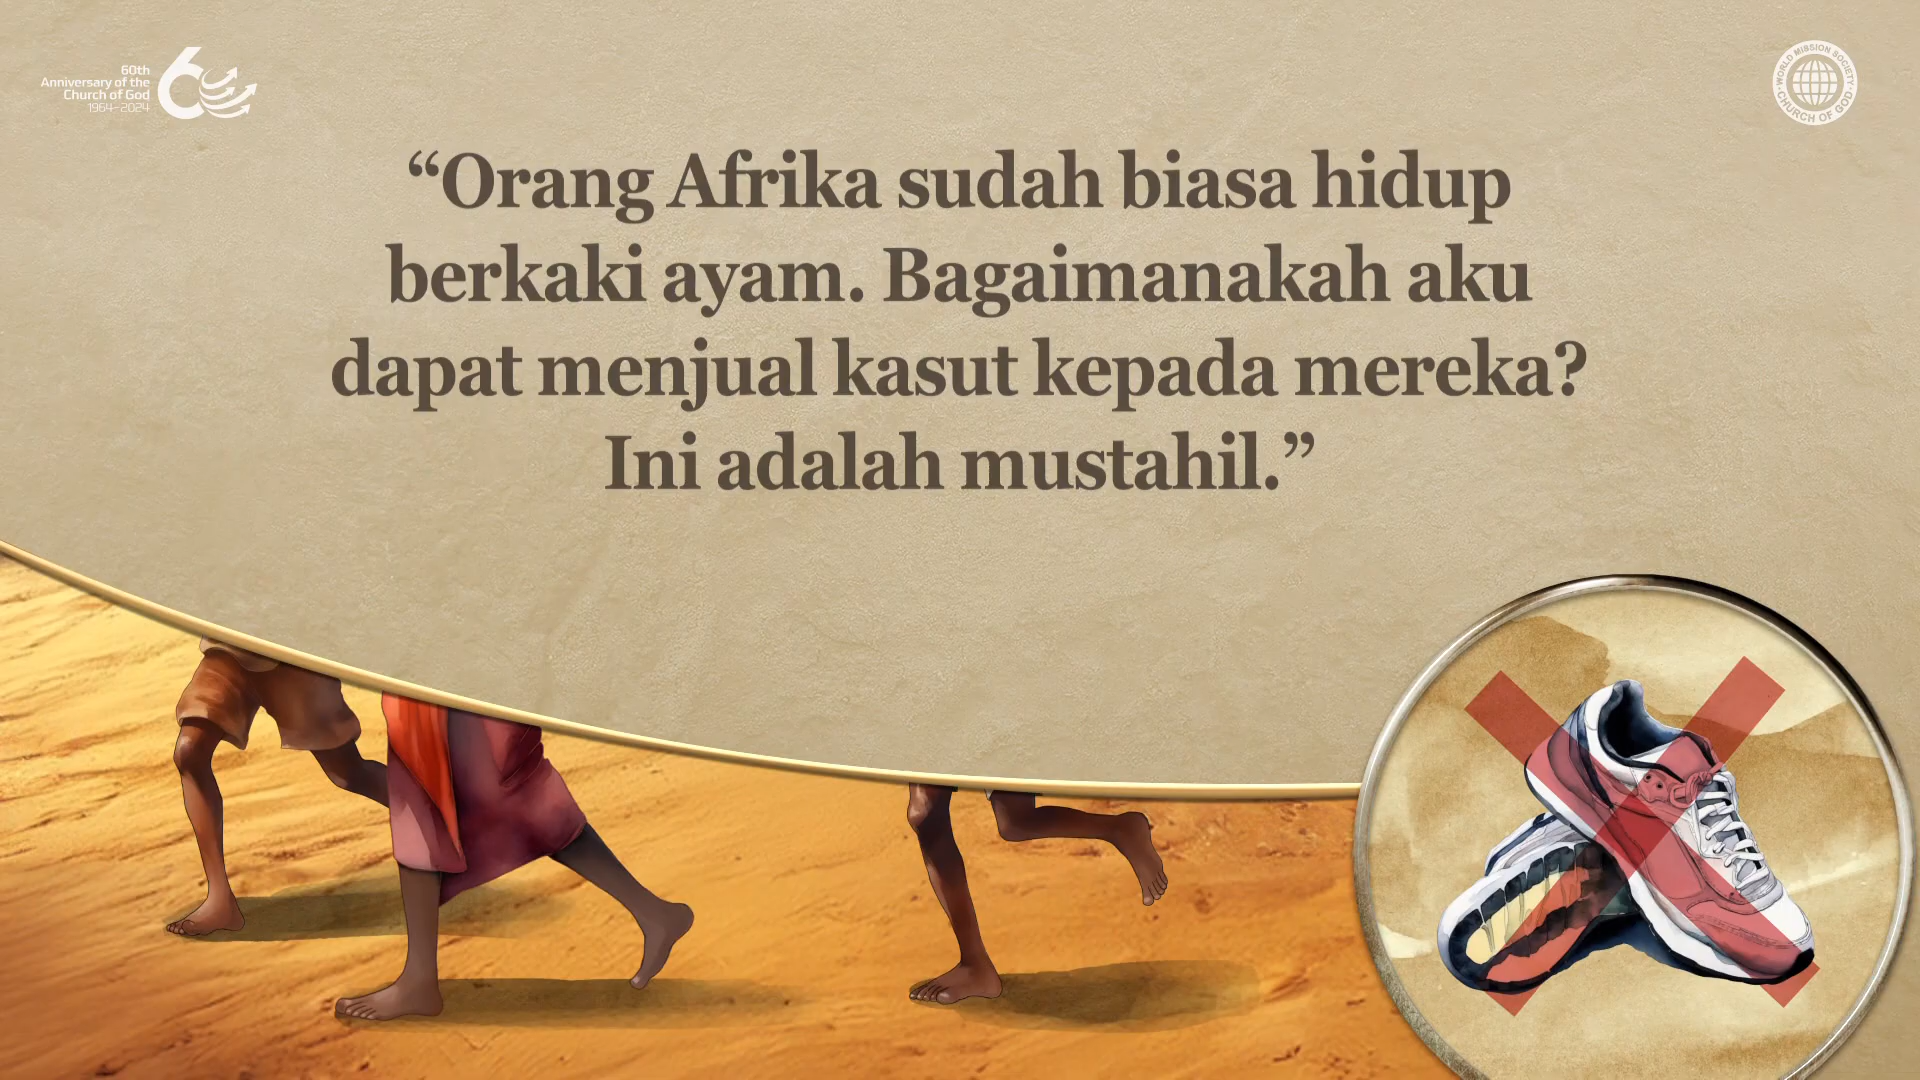 60th
Anniversary of the
Church of God
1964-2024
60
WORLD MISSION SOCIETY
CHURCH OF GOD
“Orang Afrika sudah biasa hidup
berkaki ayam. Bagaimanakah aku
dapat menjual kasut kepada mereka?
Ini adalah mustahil.”